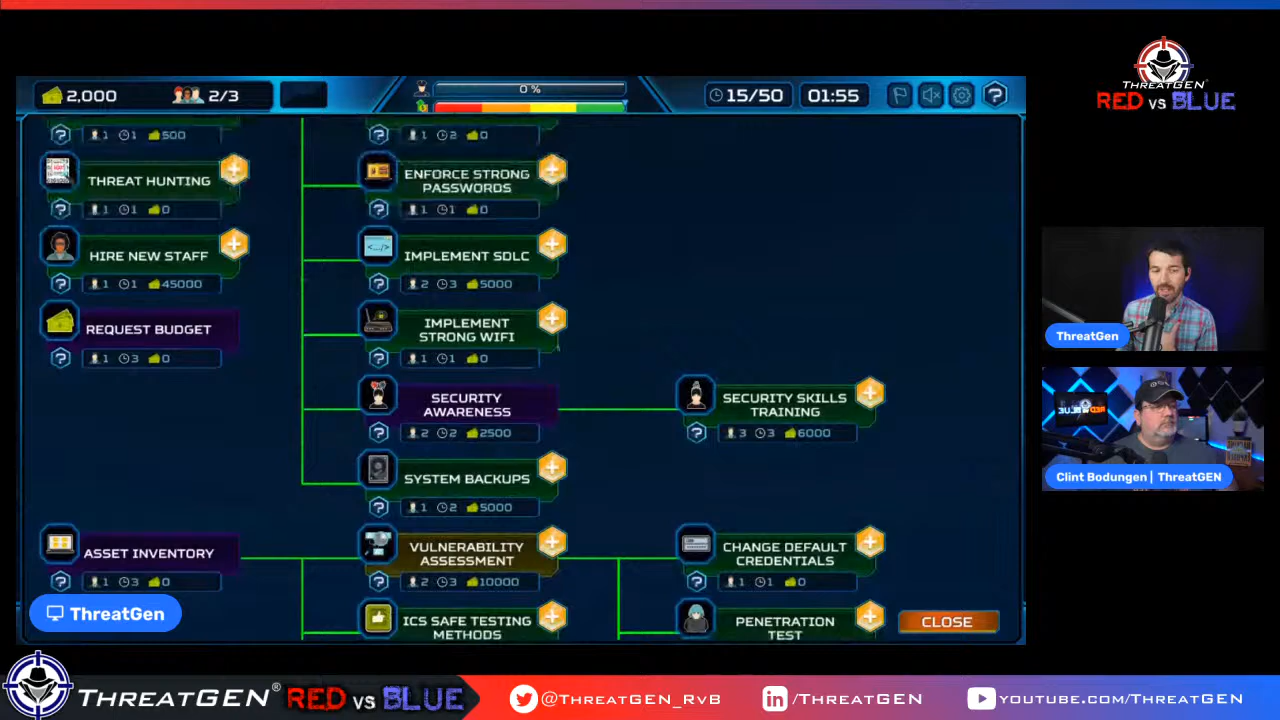 2,000
2/3
0 %
15/50
01:55
?
THREATGEN
RED vs BLUE
? 1 1 500
? 1 2 0
THREAT HUNTING
? 1 1 0
ENFORCE STRONG
PASSWORDS
? 1 1 0
HIRE NEW STAFF
? 1 1 45000
IMPLEMENT SDLC
? 2 3 5000
REQUEST BUDGET
? 1 3 0
IMPLEMENT
STRONG WIFI
? 1 1 0
SECURITY
AWARENESS
? 2 2 2500
SECURITY SKILLS
TRAINING
? 3 3 6000
SYSTEM BACKUPS
? 1 2 5000
ASSET INVENTORY
? 1 3 0
VULNERABILITY
ASSESSMENT
? 2 3 10000
CHANGE DEFAULT
CREDENTIALS
? 1 1 0
ICS SAFE TESTING
METHODS
PENETRATION
TEST
CLOSE
ThreatGen
ThreatGen
Clint Bodungen | ThreatGEN
THREATGEN® RED vs BLUE
@THREATGEN_RVB
in /THREATGEN
YOUTUBE.COM/THREATGEN